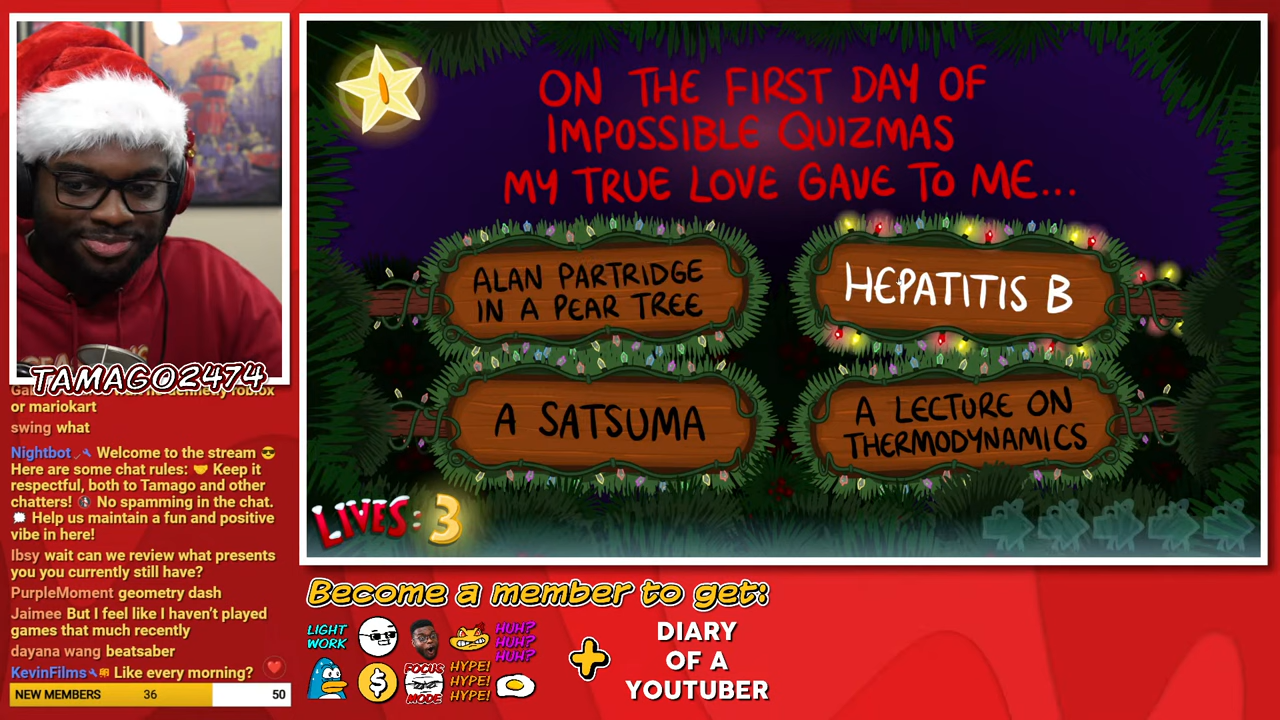 ON THE FIRST DAY OF
IMPOSSIBLE QUIZMAS
MY TRUE LOVE GAVE TO ME...
ALAN PARTRIDGE
IN A PEAR TREE
HEPATITIS B
A SATSUMA
A LECTURE ON
THERMODYNAMICS
LIVES: 3
TAMAGO2474
or mariokart
swing what
Nightbot Welcome to the stream 😎
Here are some chat rules: 🤝 Keep it
respectful, both to Tamago and other
chatters! 🚯 No spamming in the chat.
💭 Help us maintain a fun and positive
vibe in here!
Ibsy wait can we review what presents
you you currently still have?
PurpleMoment geometry dash
Jaimee But I feel like I haven't played
games that much recently
dayana wang beatsaber
KevinFilms Like every morning?
NEW MEMBERS 36 50
Become a member to get:
LIGHT
WORK
FOCUS
MODE
HYPE!
HYPE!
HYPE!
HUH?
HUH?
HUH?
$
+
DIARY
OF A
YOUTUBER